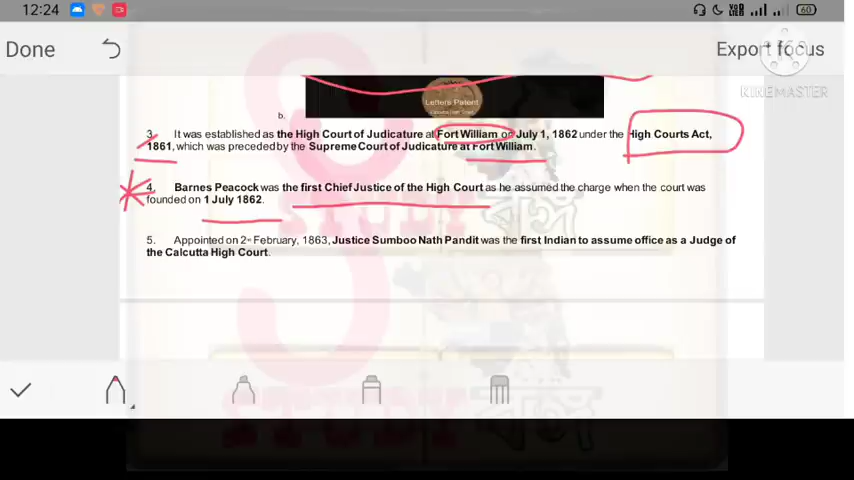 12:24
VoI LTER
60
Done
Export focus
KINEMASTER
Letters Patent
b.
3. It was established as the High Court of Judicature at Fort William on July 1, 1862 under the High Courts Act,
1861, which was preceded by the Supreme Court of Judicature at Fort William.
4. Barnes Peacock was the first Chief Justice of the High Court as he assumed the charge when the court was
founded on 1 July 1862.
5. Appointed on 2nd February, 1863, Justice Sumboo Nath Pandit was the first Indian to assume office as a Judge of
the Calcutta High Court.
STUDY